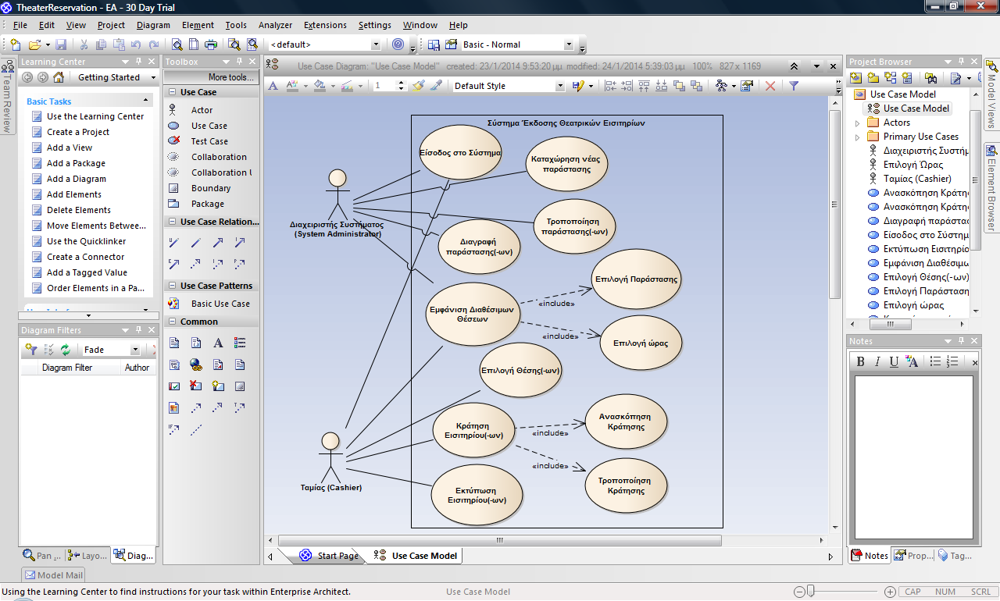 TheaterReservation - EA - 30 Day Trial
File Edit View Project Diagram Element Tools Analyzer Extensions Settings Window Help
<default>
Basic - Normal
Team Review
Learning Center
Getting Started
Basic Tasks
Use the Learning Center
Create a Project
Add a View
Add a Package
Add a Diagram
Add Elements
Delete Elements
Move Elements Betwee...
Use the Quicklinker
Create a Connector
Add a Tagged Value
Order Elements in a Pa...
Diagram Filters
Fade
Diagram Filter Author
Pan ... Layo... Diag...
Model Mail
Toolbox
More tools...
Use Case
Actor
Use Case
Test Case
Collaboration
Collaboration U
Boundary
Package
Use Case Relation...
Use Case Patterns
Basic Use Case
Common
Use Case Diagram: "Use Case Model" created: 23/1/2014 9:53:20 μμ modified: 24/1/2014 5:39:03 μμ 100% 827 x 1169
1
Default Style
Σύστημα Έκδοσης Θεατρικών Εισιτηρίων
Είσοδος στο Σύστημα
Καταχώρηση νέας
παράστασης
Διαχειριστής Συστήματος
(System Administrator)
Τροποποίηση
παράστασης(-ων)
Διαγραφή
παράστασης(-ων)
Επιλογή Παράστασης
«include»
Εμφάνιση Διαθέσιμων
Θέσεων
«include»
Επιλογή ώρας
Επιλογή Θέσης(-ων)
Κράτηση
Εισιτηρίου(-ων)
«include»
Ανασκόπηση
Κράτησης
«include»
Τροποποίηση
Κράτησης
Ταμίας (Cashier)
Εκτύπωση
Εισιτηρίου(-ων)
Start Page Use Case Model
Project Browser
Use Case Model
Use Case Model
Actors
Primary Use Cases
Διαχειριστής Συστήμ
Επιλογή Ώρας
Ταμίας (Cashier)
Ανασκόπηση Κράτη
Ανασκόπηση Κράτη
Διαγραφή παράστα
Είσοδος στο Σύστημ
Εκτύπωση Εισιτηρίο
Εμφάνιση Διαθέσιμω
Επιλογή Θέσης(-ων)
Επιλογή Παράσταση
Επιλογή ώρας
Model Views
Element Browser
Notes
B I U A
Notes Prop... Tag...
Using the Learning Center to find instructions for your task within Enterprise Architect.
Use Case Model
CAP NUM SCRL